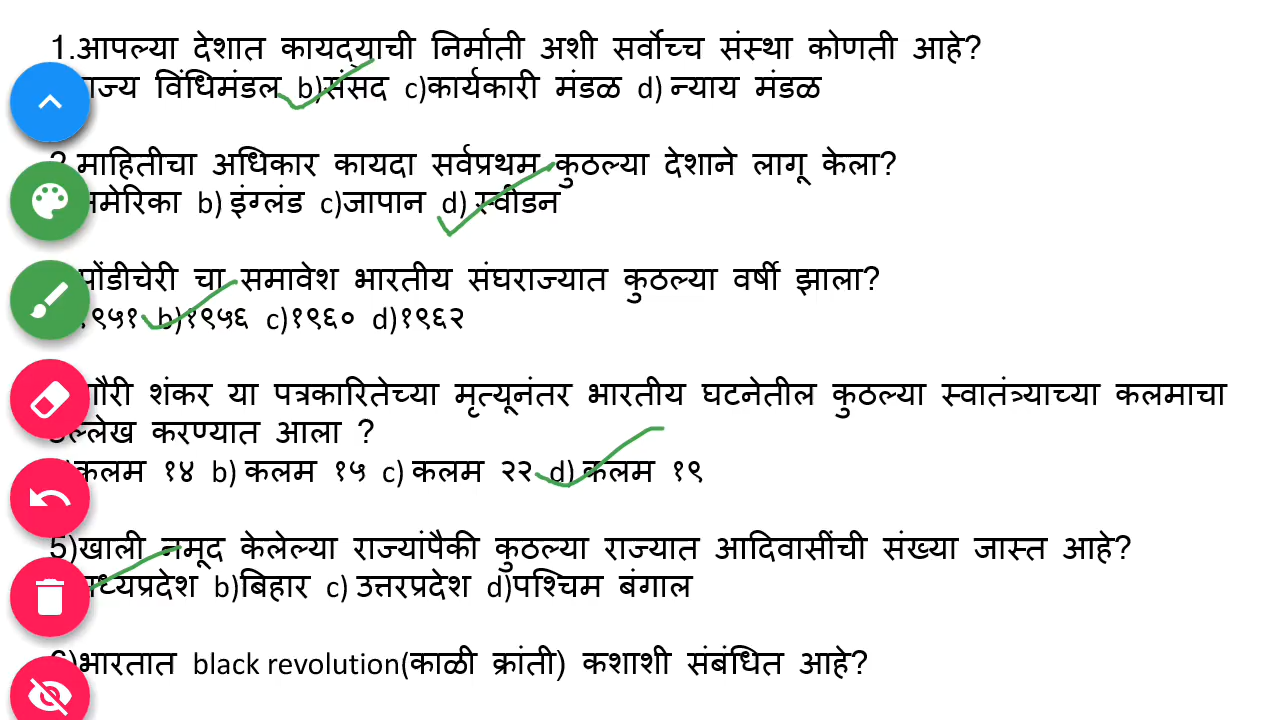 1.आपल्या देशात कायद्याची निर्माती अशी सर्वोच्च संस्था कोणती आहे?
विंधिमंडल b)संसद c)कार्यकारी मंडळ d) न्याय मंडळ
माहितीचा अधिकार कायदा सर्वप्रथम कुठल्या देशाने लागू केला?
b) इंग्लंड c)जापान d) स्वीडन
पोंडीचेरी चा समावेश भारतीय संघराज्यात कुठल्या वर्षी झाला?
१९५१ b)१९५६ c)१९६० d)१९६२
गौरी शंकर या पत्रकारितेच्या मृत्यूनंतर भारतीय घटनेतील कुठल्या स्वातंत्र्याच्या कलमाचा
उल्लेख करण्यात आला ?
कलम १४ b) कलम १५ c) कलम २२ d) कलम १९
5)खाली नमूद केलेल्या राज्यांपैकी कुठल्या राज्यात आदिवासींची संख्या जास्त आहे?
मध्यप्रदेश b)बिहार c) उत्तरप्रदेश d)पश्चिम बंगाल
6)भारतात black revolution(काळी क्रांती) कशाशी संबंधित आहे?